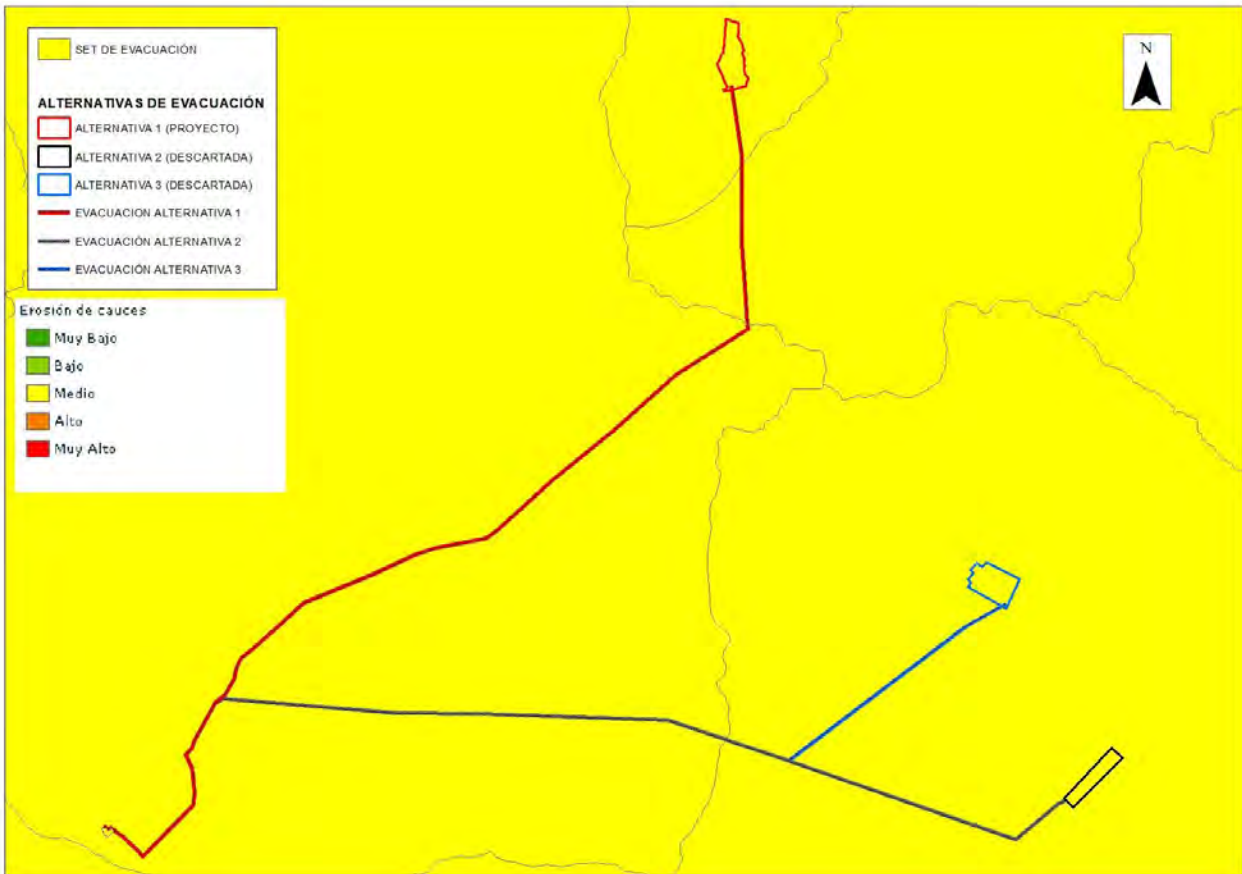 SET DE EVACUACIÓN
ALTERNATIVAS DE EVACUACIÓN
ALTERNATIVA 1 (PROYECTO)
ALTERNATIVA 2 (DESCARTADA)
ALTERNATIVA 3 (DESCARTADA)
EVACUACION ALTERNATIVA 1
EVACUACIÓN ALTERNATIVA 2
EVACUACIÓN ALTERNATIVA 3
Erosión de cauces
Muy Bajo
Bajo
Medio
Alto
Muy Alto
N